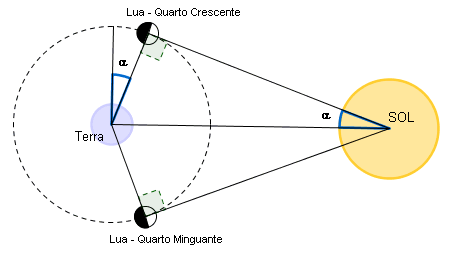 Lua - Quarto Crescente
α
α
SOL
Terra
Lua - Quarto Minguante